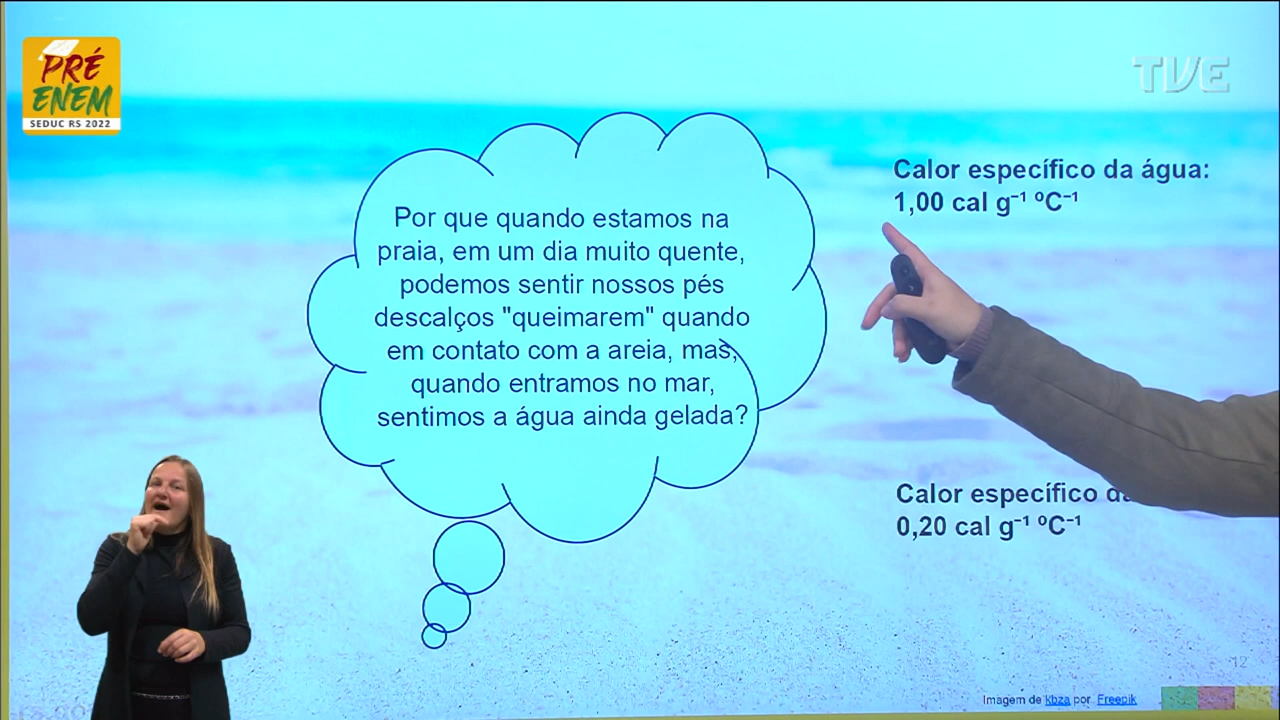 PRÉ
ENEM
SEDUC RS 2022
TVE
Por que quando estamos na
praia, em um dia muito quente,
podemos sentir nossos pés
descalços "queimarem" quando
em contato com a areia, mas,
quando entramos no mar,
sentimos a água ainda gelada?
Calor específico da água:
1,00 cal g⁻¹ ºC⁻¹
Calor específico
0,20 cal g⁻¹ ºC⁻¹
12
Imagem de kbza por Freepik